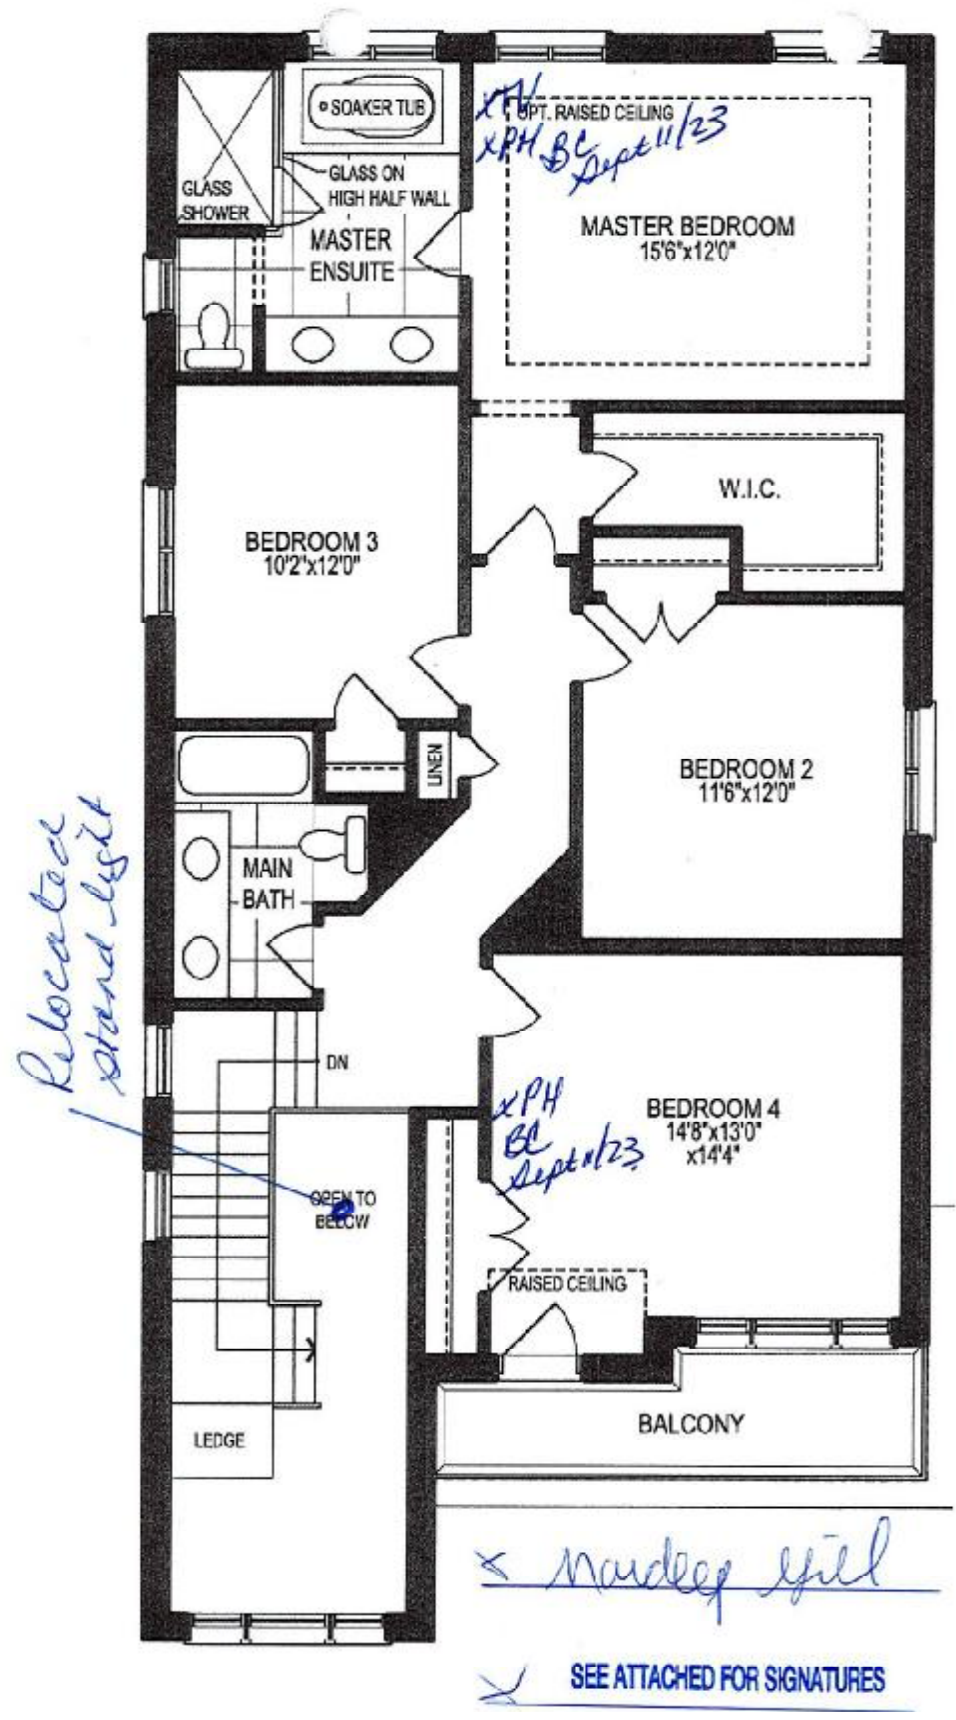 SOAKER TUB
XTV
OPT. RAISED CEILING
XPH BC
Sept 11/23
GLASS ON
HIGH HALF WALL
GLASS
SHOWER
MASTER
ENSUITE
MASTER BEDROOM
15'6"x12'0"
W.I.C.
BEDROOM 3
10'2"x12'0"
LINEN
BEDROOM 2
11'6"x12'0"
MAIN
BATH
Relocated
stand light
DN
XPH
BC
Sept 11/23
BEDROOM 4
14'8"x13'0"
x14'4"
OPEN TO
BELOW
RAISED CEILING
BALCONY
LEDGE
x Nardeep Gill
SEE ATTACHED FOR SIGNATURES